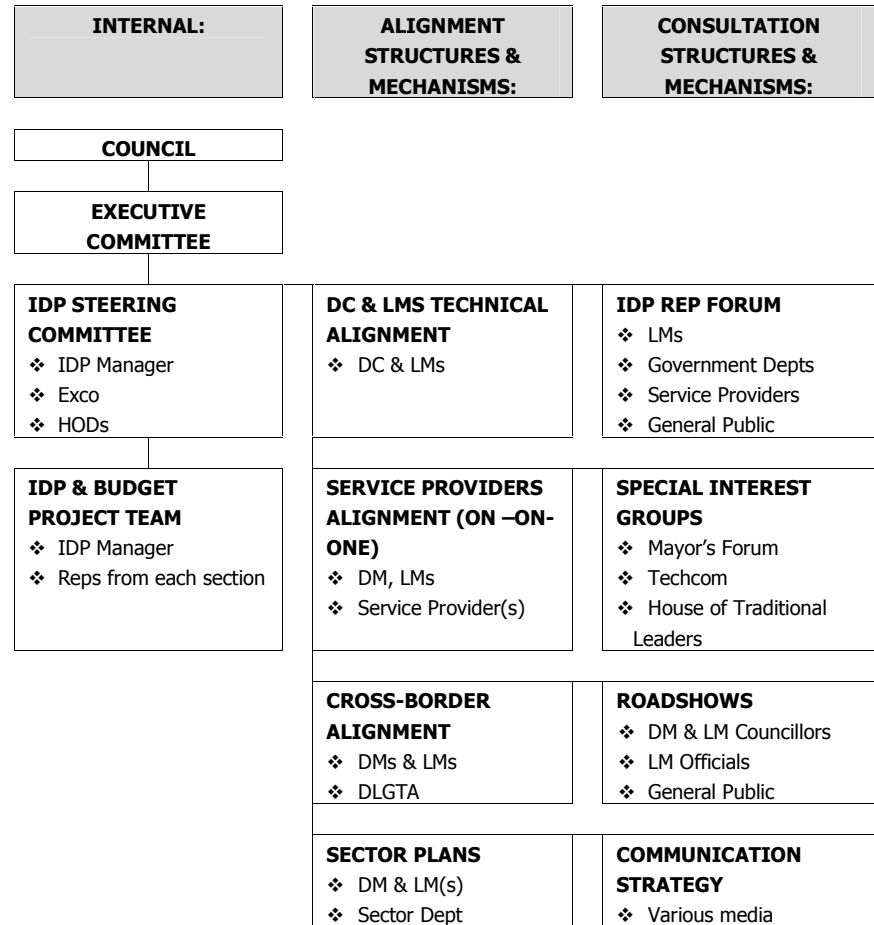 INTERNAL:
ALIGNMENT
STRUCTURES &
MECHANISMS:
CONSULTATION
STRUCTURES &
MECHANISMS:
COUNCIL
EXECUTIVE
COMMITTEE
IDP STEERING
COMMITTEE
❖ IDP Manager
❖ Exco
❖ HODs
DC & LMS TECHNICAL
ALIGNMENT
❖ DC & LMs
IDP REP FORUM
❖ LMs
❖ Government Depts
❖ Service Providers
❖ General Public
IDP & BUDGET
PROJECT TEAM
❖ IDP Manager
❖ Reps from each section
SERVICE PROVIDERS
ALIGNMENT (ON –ON-
ONE)
❖ DM, LMs
❖ Service Provider(s)
SPECIAL INTEREST
GROUPS
❖ Mayor’s Forum
❖ Techcom
❖ House of Traditional
Leaders
CROSS-BORDER
ALIGNMENT
❖ DMs & LMs
❖ DLGTA
ROADSHOWS
❖ DM & LM Councillors
❖ LM Officials
❖ General Public
SECTOR PLANS
❖ DM & LM(s)
❖ Sector Dept
COMMUNICATION
STRATEGY
❖ Various media